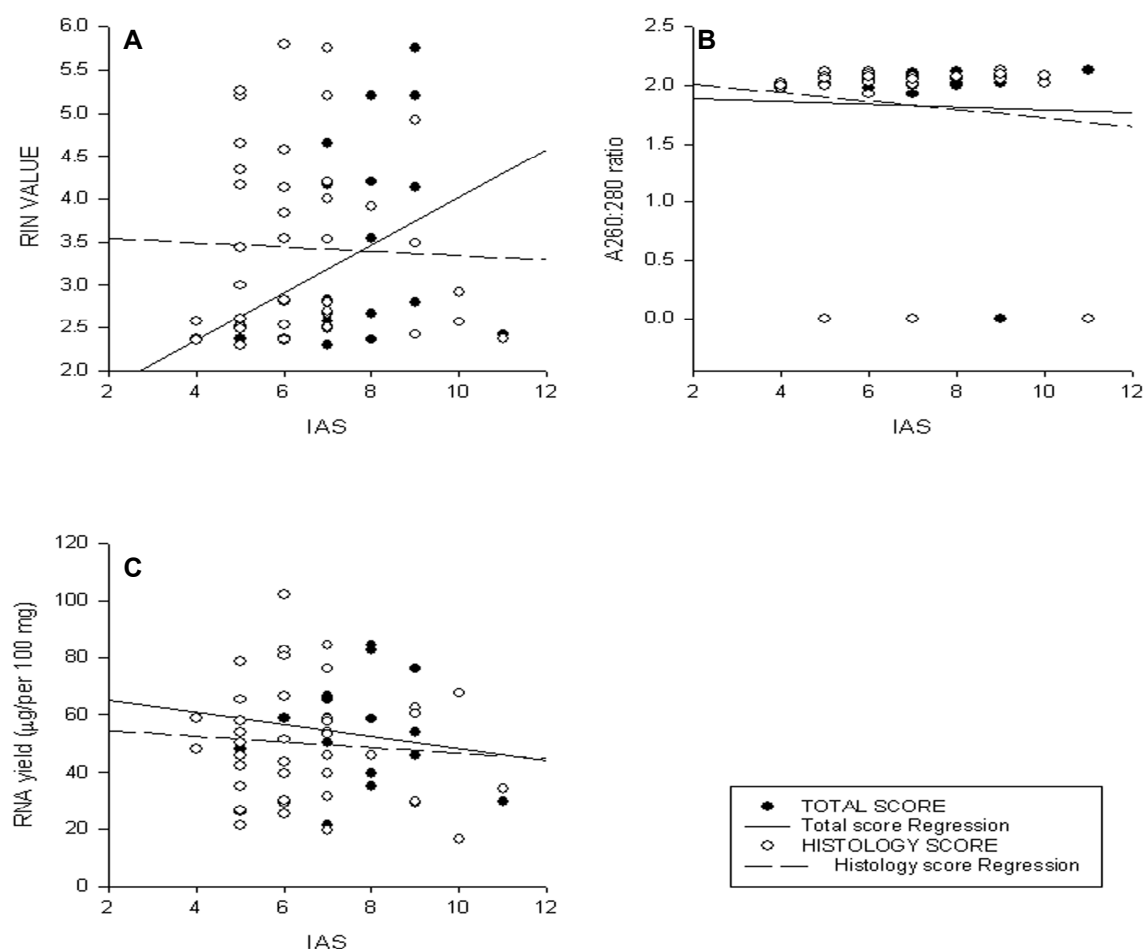 A
6.0
5.5
5.0
4.5
4.0
3.5
3.0
2.5
2.0
RIN VALUE
2 4 6 8 10 12
IAS
B
2.5
2.0
1.5
1.0
0.5
0.0
A260:280 ratio
2 4 6 8 10 12
IAS
C
120
100
80
60
40
20
0
RNA yield (µg/per 100 mg)
2 4 6 8 10 12
IAS
TOTAL SCORE
Total score Regression
HISTOLOGY SCORE
Histology score Regression